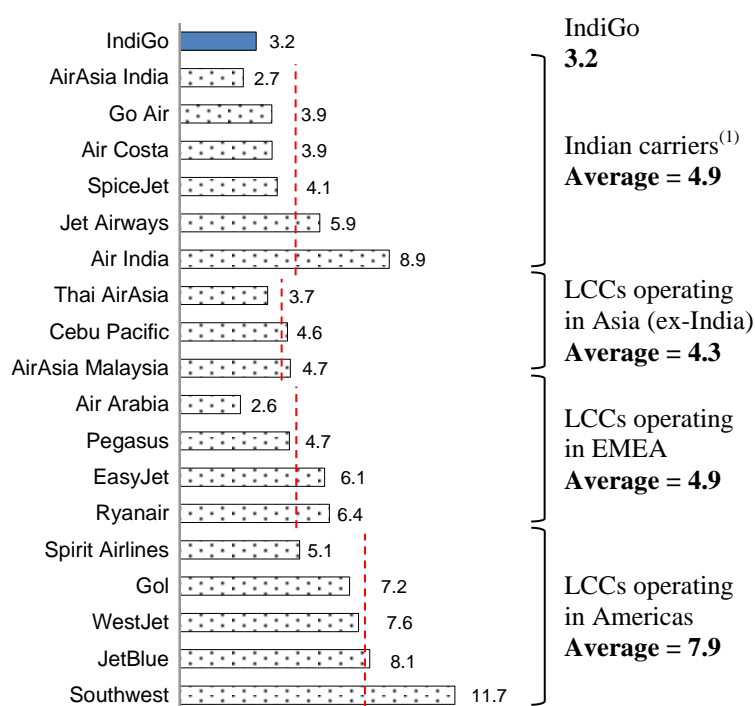 IndiGo 3.2
AirAsia India 2.7
Go Air 3.9
Air Costa 3.9
SpiceJet 4.1
Jet Airways 5.9
Air India 8.9
Thai AirAsia 3.7
Cebu Pacific 4.6
AirAsia Malaysia 4.7
Air Arabia 2.6
Pegasus 4.7
EasyJet 6.1
Ryanair 6.4
Spirit Airlines 5.1
Gol 7.2
WestJet 7.6
JetBlue 8.1
Southwest 11.7
IndiGo
3.2
Indian carriers(1)
Average = 4.9
LCCs operating
in Asia (ex-India)
Average = 4.3
LCCs operating
in EMEA
Average = 4.9
LCCs operating
in Americas
Average = 7.9